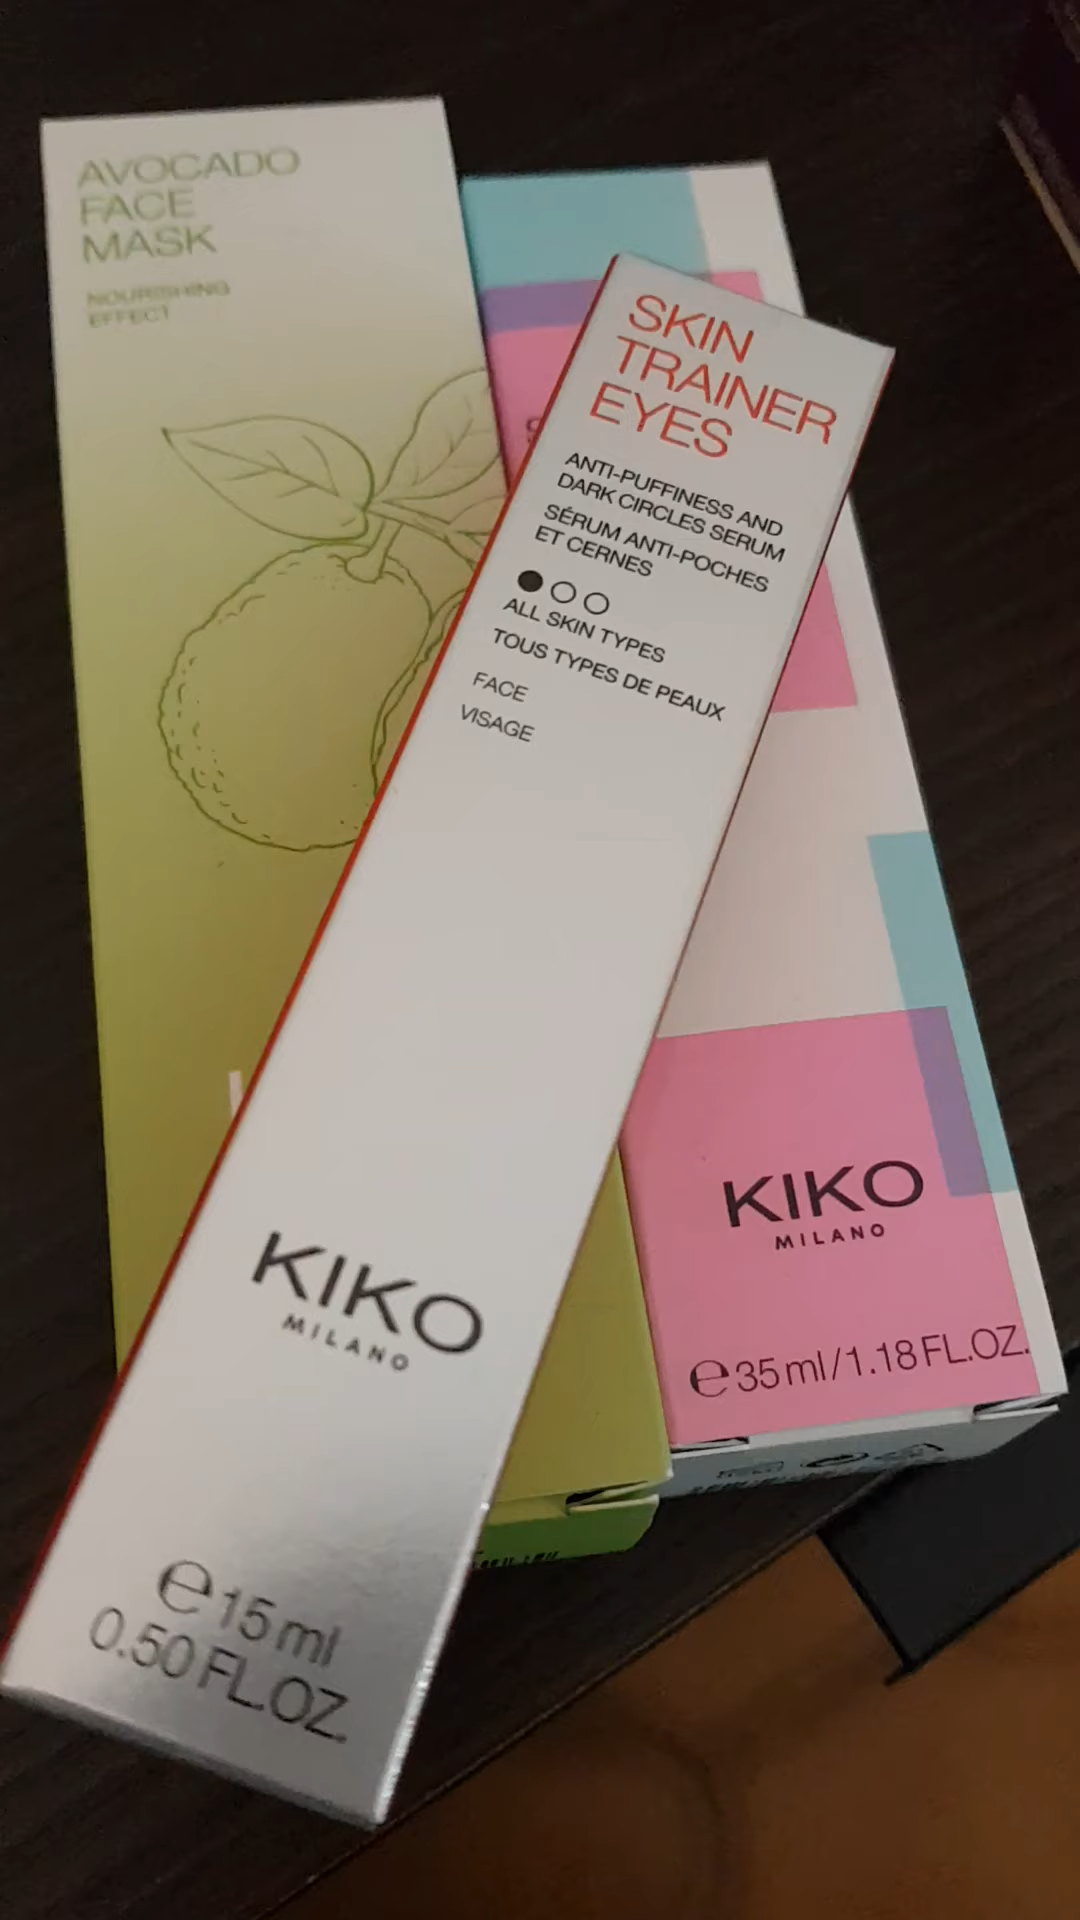 AVOCADO
FACE
MASK
NOURISHING
EFFECT
SKIN
TRAINER
EYES
ANTI-PUFFINESS AND
DARK CIRCLES SERUM
SÉRUM ANTI-POCHES
ET CERNES
ALL SKIN TYPES
TOUS TYPES DE PEAUX
FACE
VISAGE
KIKO
MILANO
℮15 ml
0.50 FL.OZ.
KIKO
MILANO
℮35 ml/1.18 FL.OZ.